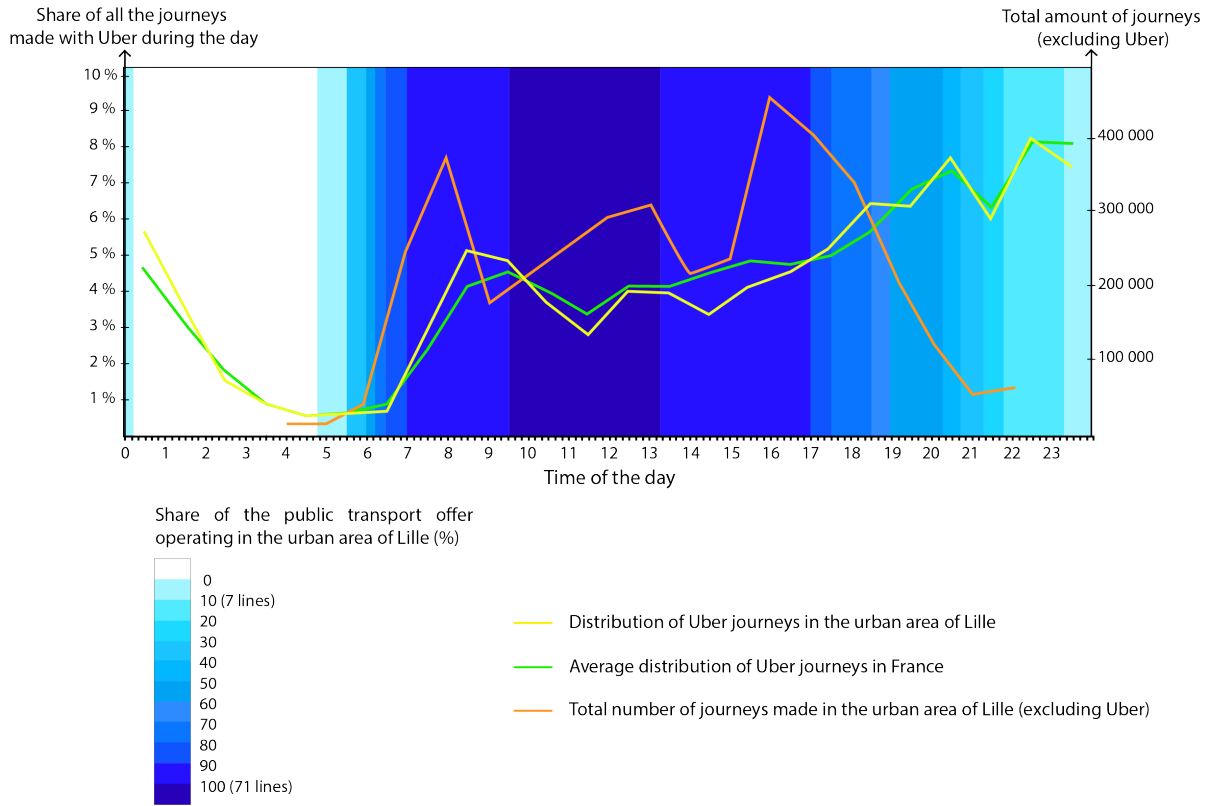 Share of all the journeys
made with Uber during the day
Total amount of journeys
(excluding Uber)
10 %
9 %
8 %
7 %
6 %
5 %
4 %
3 %
2 %
1 %
400 000
300 000
200 000
100 000
0 1 2 3 4 5 6 7 8 9 10 11 12 13 14 15 16 17 18 19 20 21 22 23
Time of the day
Share of the public transport offer
operating in the urban area of Lille (%)
0
10 (7 lines)
20
30
40
50
60
70
80
90
100 (71 lines)
Distribution of Uber journeys in the urban area of Lille
Average distribution of Uber journeys in France
Total number of journeys made in the urban area of Lille (excluding Uber)